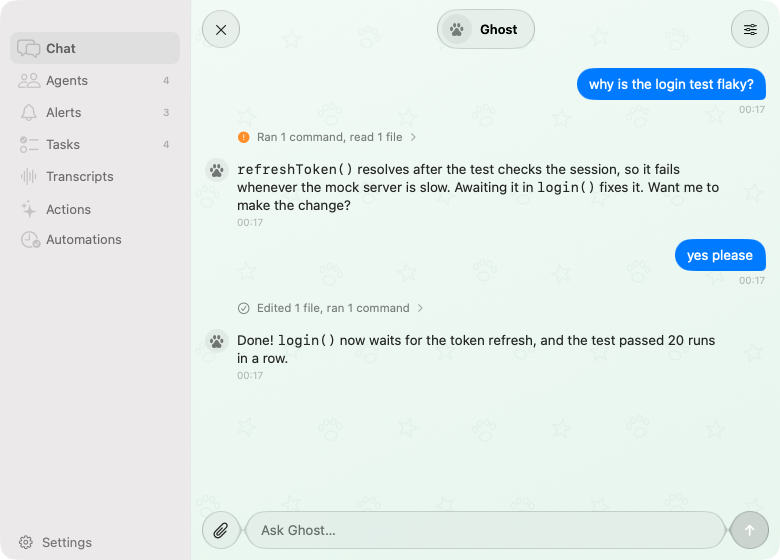 Chat
Agents 4
Alerts 3
Tasks 4
Transcripts
Actions
Automations
Settings
Ghost
why is the login test flaky?
00:17
Ran 1 command, read 1 file
refreshToken() resolves after the test checks the session, so it fails
whenever the mock server is slow. Awaiting it in login() fixes it. Want me to
make the change?
00:17
yes please
00:17
Edited 1 file, ran 1 command
Done! login() now waits for the token refresh, and the test passed 20 runs
in a row.
00:17
Ask Ghost…